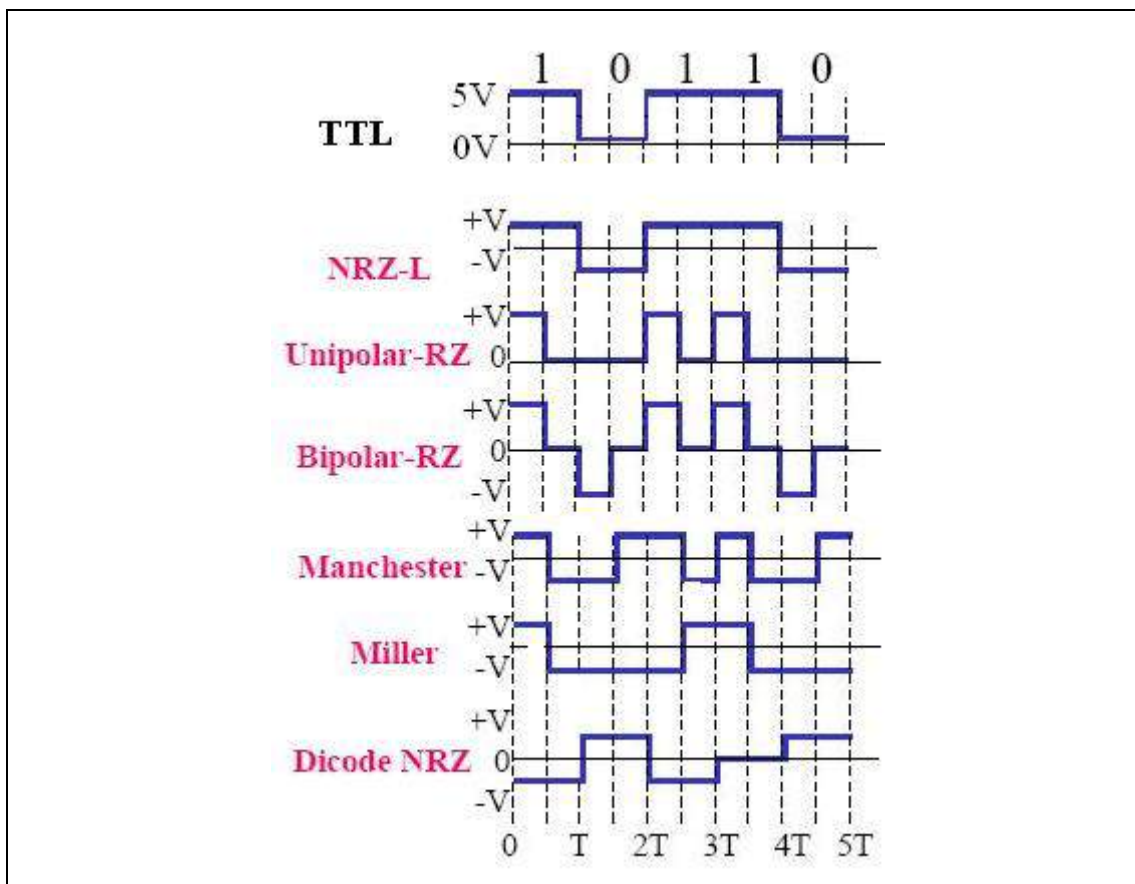 1 0 1 1 0
5V
TTL
0V
+V
-V
NRZ-L
+V
Unipolar-RZ 0
+V
0
Bipolar-RZ
-V
+V
Manchester -V
+V
Miller
-V
+V
Dicode NRZ 0
-V
0 T 2T 3T 4T 5T